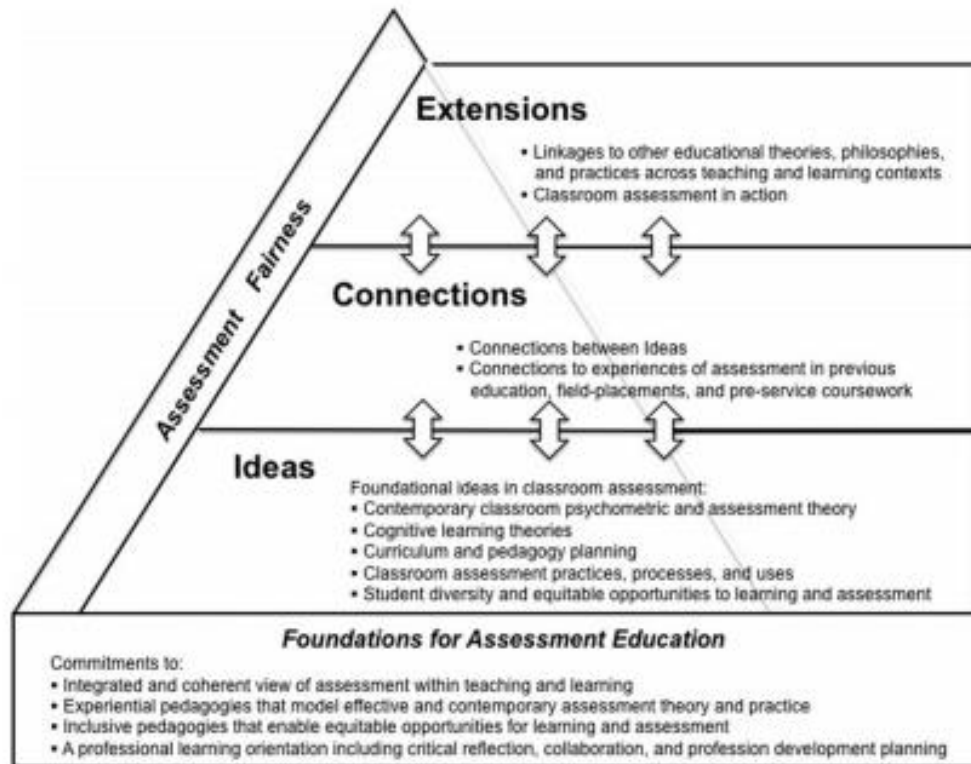 Extensions
▪ Linkages to other educational theories, philosophies,
and practices across teaching and learning contexts
▪ Classroom assessment in action
Assessment Fairness
Connections
▪ Connections between Ideas
▪ Connections to experiences of assessment in previous
education, field-placements, and pre-service coursework
Ideas
Foundational ideas in classroom assessment:
▪ Contemporary classroom psychometric and assessment theory
▪ Cognitive learning theories
▪ Curriculum and pedagogy planning
▪ Classroom assessment practices, processes, and uses
▪ Student diversity and equitable opportunities to learning and assessment
Foundations for Assessment Education
Commitments to:
▪ Integrated and coherent view of assessment within teaching and learning
▪ Experiential pedagogies that model effective and contemporary assessment theory and practice
▪ Inclusive pedagogies that enable equitable opportunities for learning and assessment
▪ A professional learning orientation including critical reflection, collaboration, and profession development planning